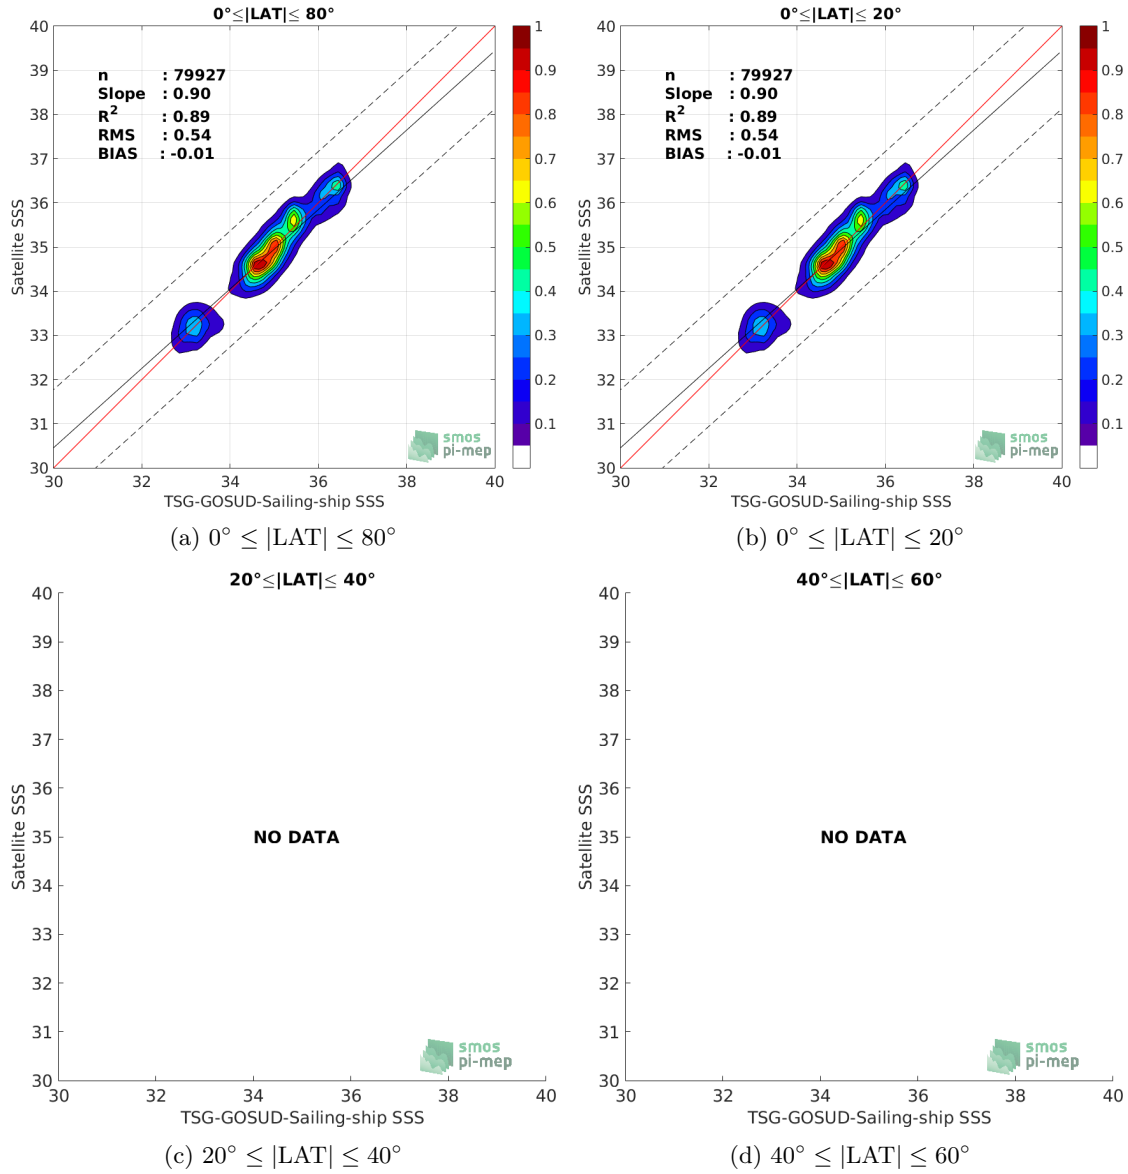 0°≤|LAT|≤ 80°
40
39
38
37
36
35
34
33
32
31
30
Satellite SSS
n : 79927
Slope : 0.90
R² : 0.89
RMS : 0.54
BIAS : -0.01
1
0.9
0.8
0.7
0.6
0.5
0.4
0.3
0.2
0.1
smos
pi-mep
30 32 34 36 38 40
TSG-GOSUD-Sailing-ship SSS
(a) 0° ≤ |LAT| ≤ 80°
0°≤|LAT|≤ 20°
40
39
38
37
36
35
34
33
32
31
30
Satellite SSS
n : 79927
Slope : 0.90
R² : 0.89
RMS : 0.54
BIAS : -0.01
1
0.9
0.8
0.7
0.6
0.5
0.4
0.3
0.2
0.1
smos
pi-mep
30 32 34 36 38 40
TSG-GOSUD-Sailing-ship SSS
(b) 0° ≤ |LAT| ≤ 20°
20°≤|LAT|≤ 40°
40
39
38
37
36
35
34
33
32
31
30
Satellite SSS
NO DATA
smos
pi-mep
30 32 34 36 38 40
TSG-GOSUD-Sailing-ship SSS
(c) 20° ≤ |LAT| ≤ 40°
40°≤|LAT|≤ 60°
40
39
38
37
36
35
34
33
32
31
30
Satellite SSS
NO DATA
smos
pi-mep
30 32 34 36 38 40
TSG-GOSUD-Sailing-ship SSS
(d) 40° ≤ |LAT| ≤ 60°